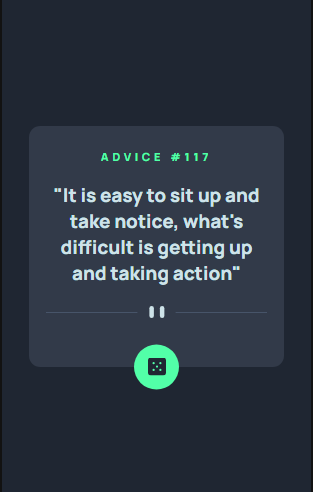 ADVICE #117
"It is easy to sit up and
take notice, what's
difficult is getting up
and taking action"